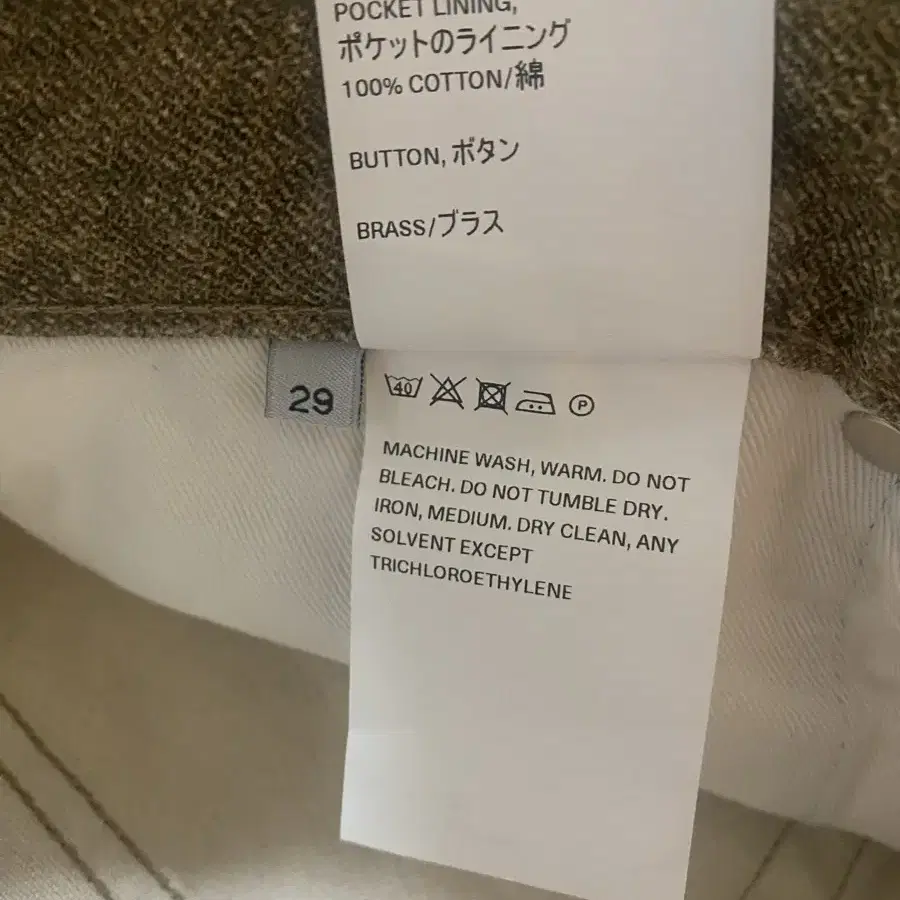 POCKET LINING,
ポケットのライニング
100% COTTON/綿
BUTTON, ボタン
BRASS/ブラス
29
40
P
MACHINE WASH, WARM. DO NOT
BLEACH. DO NOT TUMBLE DRY.
IRON, MEDIUM. DRY CLEAN, ANY
SOLVENT EXCEPT
TRICHLOROETHYLENE